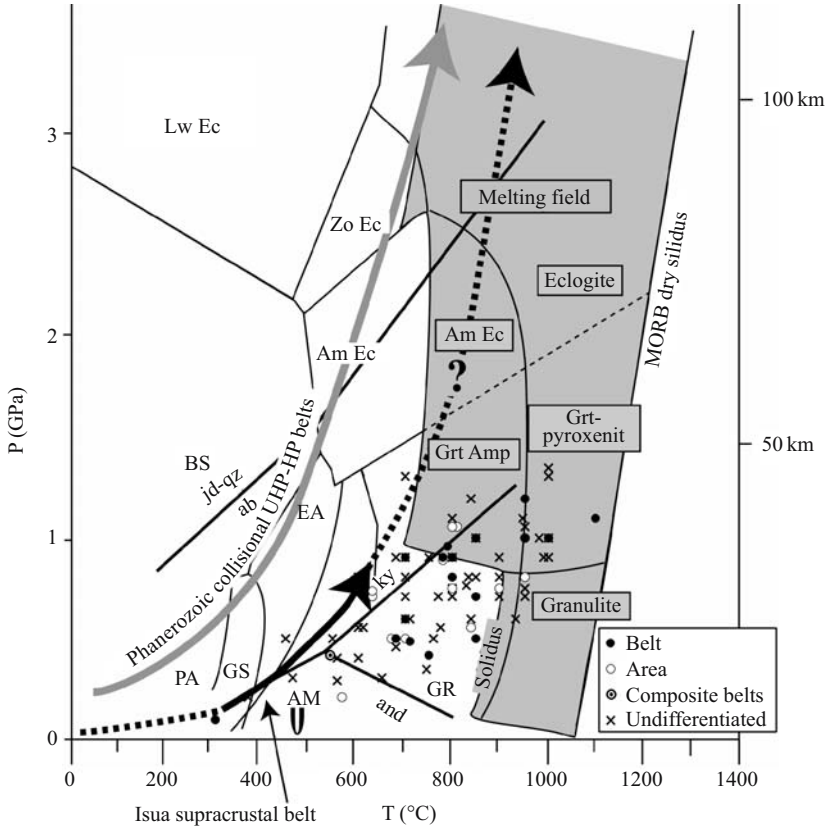 3
2
1
0
P (GPa)
0
200
400
600
800
1000
1200
1400
T (°C)
100 km
50 km
Lw Ec
Zo Ec
Am Ec
BS
jd-qz
ab
EA
Phanerozoic collisional UHP-HP belts
PA
GS
AM
GR
ky
and
Melting field
Eclogite
Am Ec
?
Grt Amp
Grt-
pyroxenit
Granulite
Solidus
MORB dry silidus
Belt
Area
Composite belts
Undifferentiated
Isua supracrustal belt